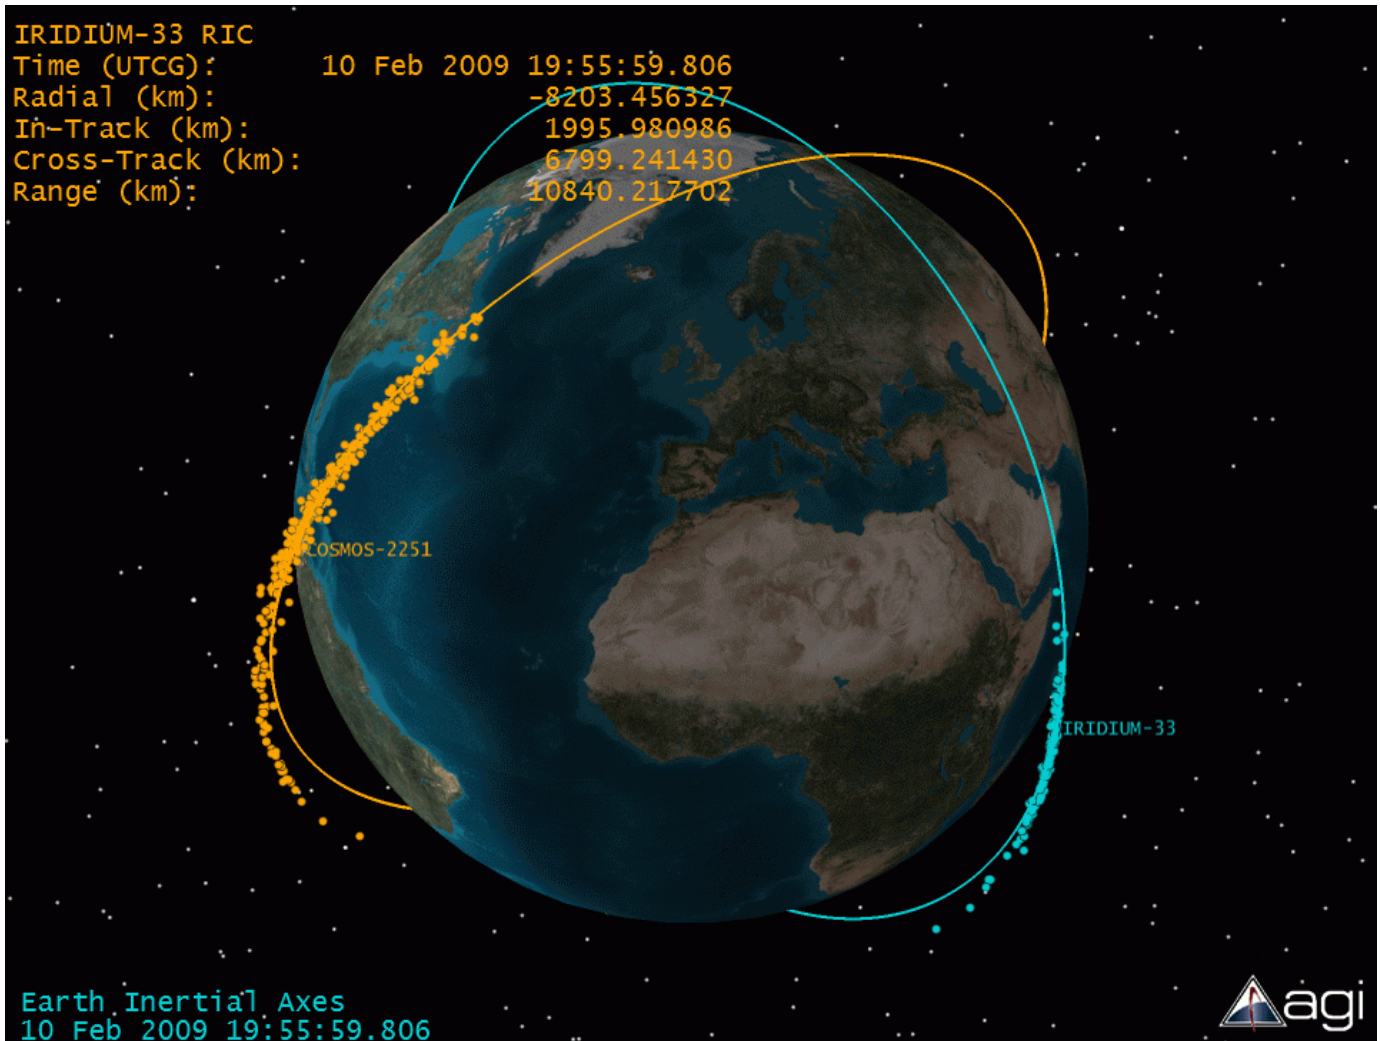 IRIDIUM-33 RIC
Time (UTCG): 10 Feb 2009 19:55:59.806
Radial (km): -8203.456327
In-Track (km): 1995.980986
Cross-Track (km): 6799.241430
Range (km): 10840.217702
COSMOS-2251
IRIDIUM-33
Earth Inertial Axes
10 Feb 2009 19:55:59.806
agi